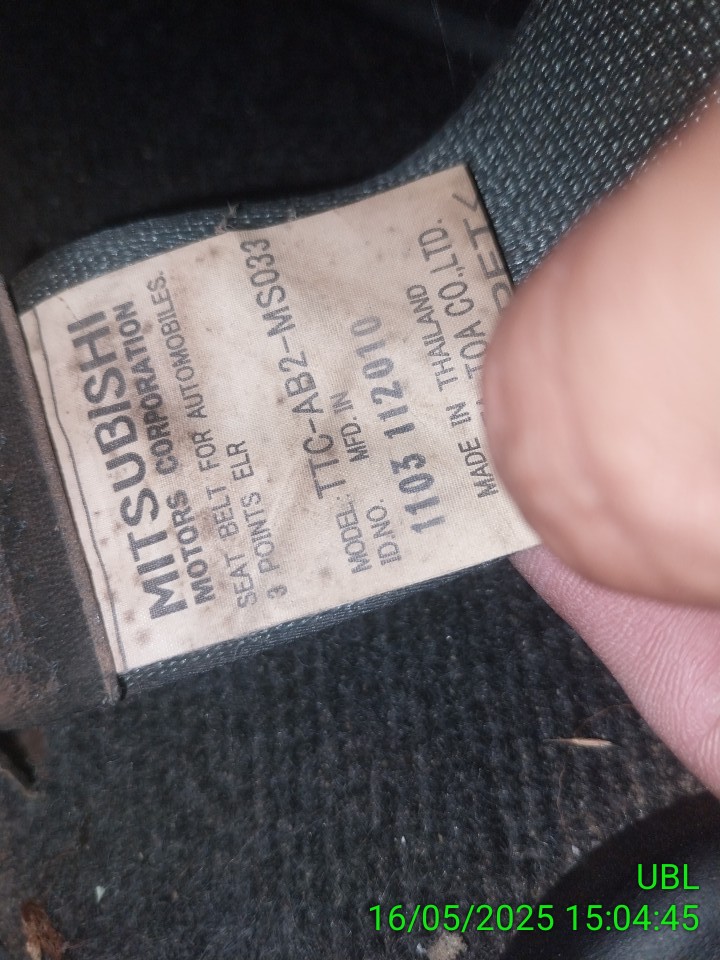 MITSUBISHI
MOTORS CORPORATION
SEAT BELT FOR AUTOMOBILES.
3 POINTS ELR
MODEL: TTC-AB2-MS033
ID.NO. MFD. IN
1103 112010
MADE IN THAILAND
TOA CO.,LTD.
UBL
16/05/2025 15:04:45